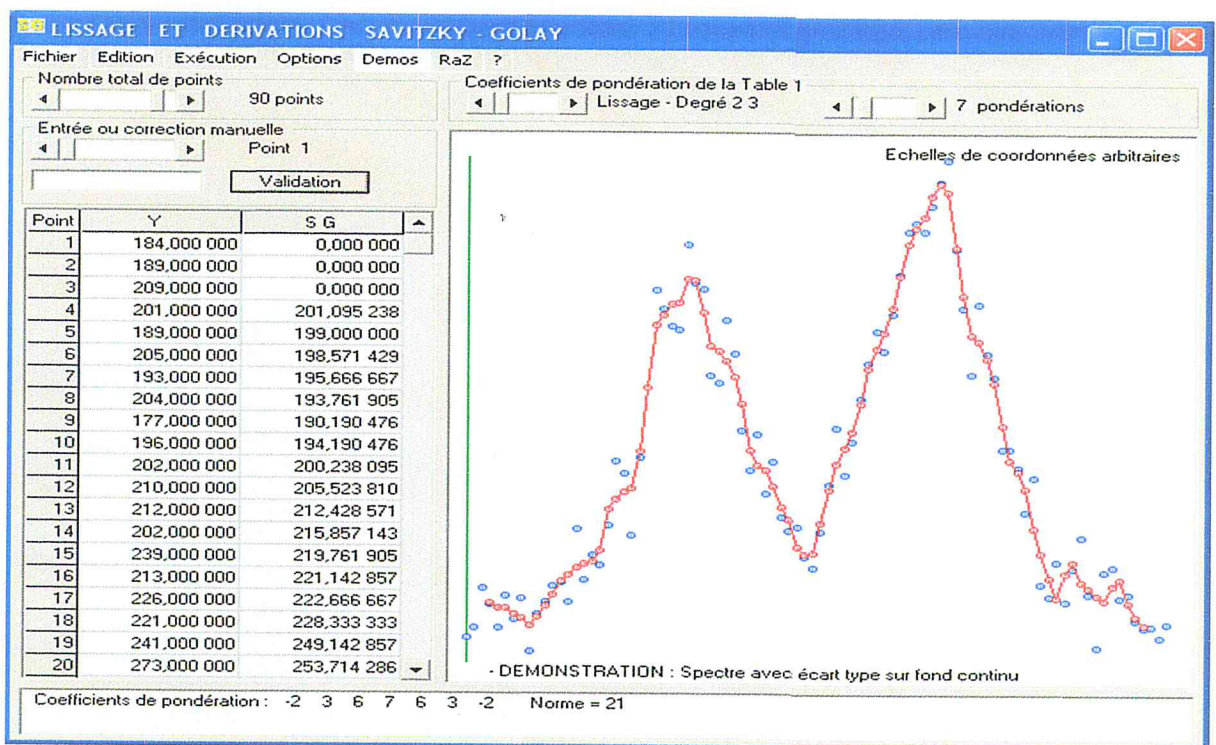 LISSAGE ET DERIVATIONS SAVITZKY - GOLAY
Fichier Edition Exécution Options Demos RaZ ?
Nombre total de points
90 points
Coefficients de pondération de la Table 1
Lissage - Degré 2 3
7 pondérations
Entrée ou correction manuelle
Point 1
Validation
Echelles de coordonnées arbitraires
Point Y S G
1 184,000 000 0,000 000
2 189,000 000 0,000 000
3 209,000 000 0,000 000
4 201,000 000 201,095 238
5 189,000 000 199,000 000
6 205,000 000 198,571 429
7 193,000 000 195,666 667
8 204,000 000 193,761 905
9 177,000 000 190,190 476
10 196,000 000 194,190 476
11 202,000 000 200,238 095
12 210,000 000 205,523 810
13 212,000 000 212,428 571
14 202,000 000 215,857 143
15 239,000 000 219,761 905
16 213,000 000 221,142 857
17 226,000 000 222,666 667
18 221,000 000 228,333 333
19 241,000 000 249,142 857
20 273,000 000 253,714 286
- DEMONSTRATION : Spectre avec écart type sur fond continu
Coefficients de pondération : -2 3 6 7 6 3 -2 Norme = 21